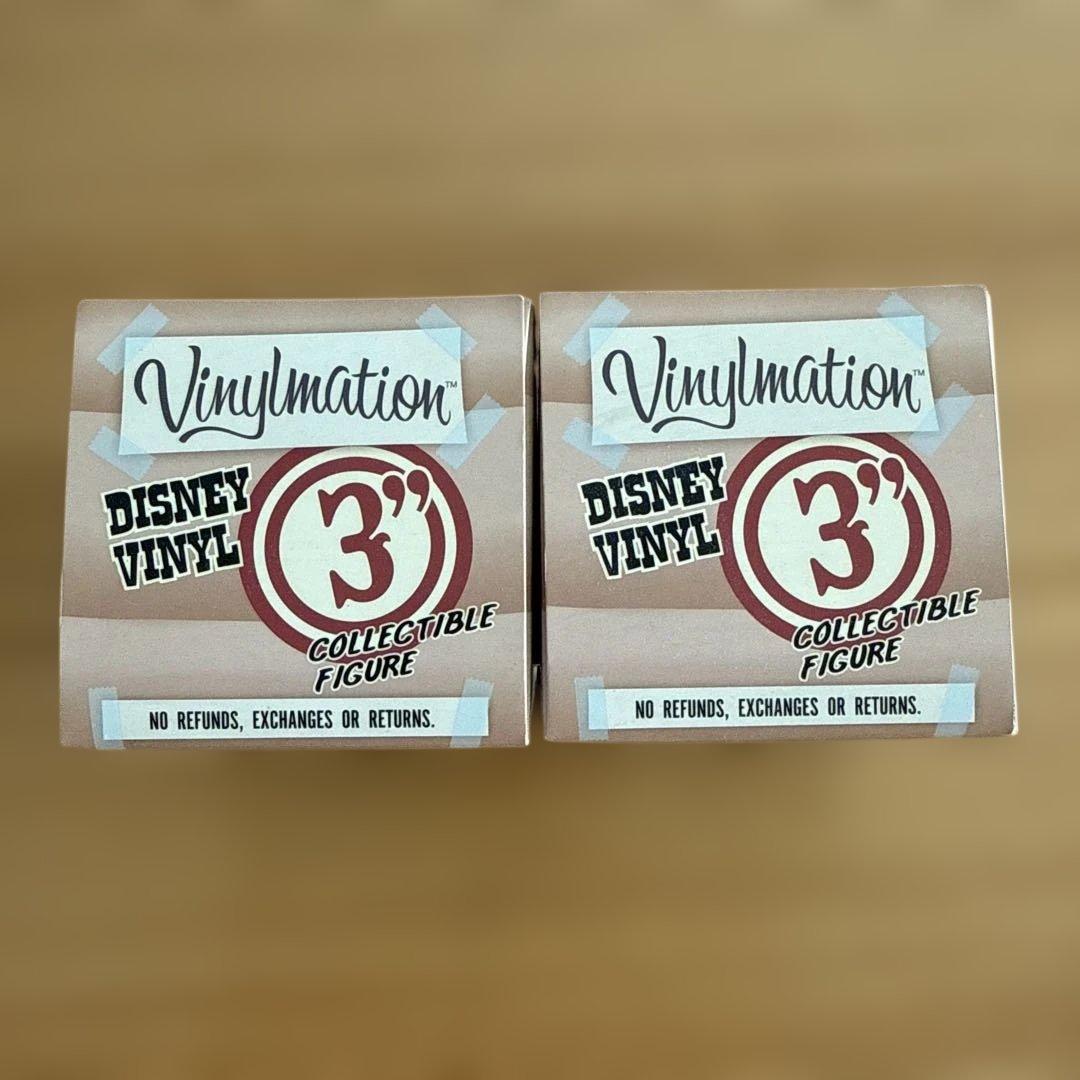 Vinylmation™
DISNEY
VINYL
3”
COLLECTIBLE
FIGURE
NO REFUNDS, EXCHANGES OR RETURNS.
Vinylmation™
DISNEY
VINYL
3”
COLLECTIBLE
FIGURE
NO REFUNDS, EXCHANGES OR RETURNS.